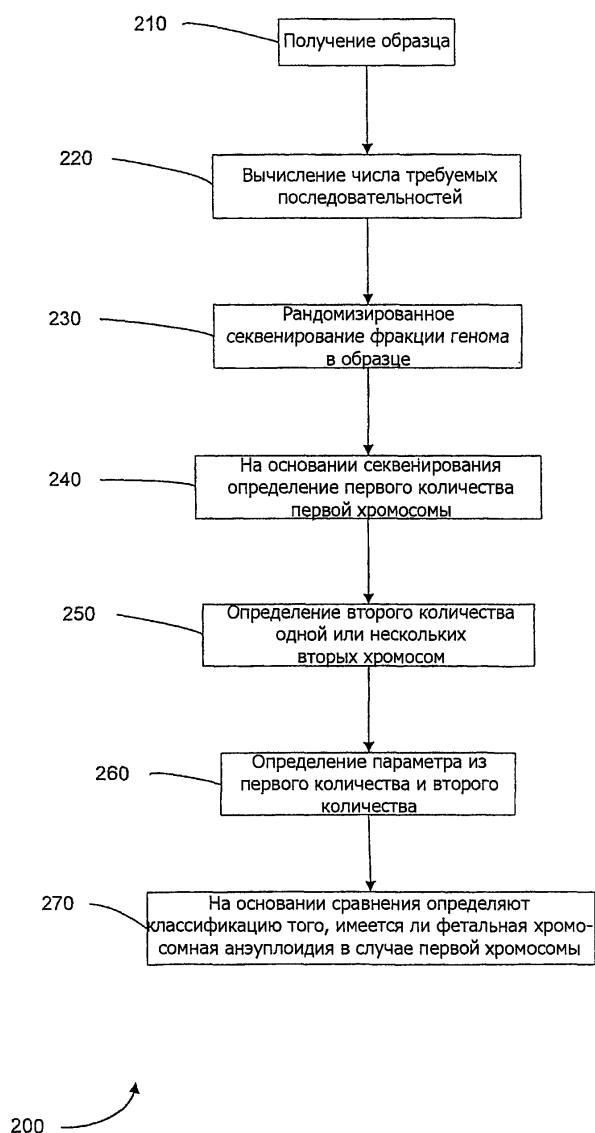 210
Получение образца
220
Вычисление числа требуемых
последовательностей
230
Рандомизированное
секвенирование фракции генома
в образце
240
На основании секвенирования
определение первого количества
первой хромосомы
250
Определение второго количества
одной или нескольких
вторых хромосом
260
Определение параметра из
первого количества и второго
количества
270
На основании сравнения определяют
классификацию того, имеется ли фетальная хромо-
сомная анэуплоидия в случае первой хромосомы
200